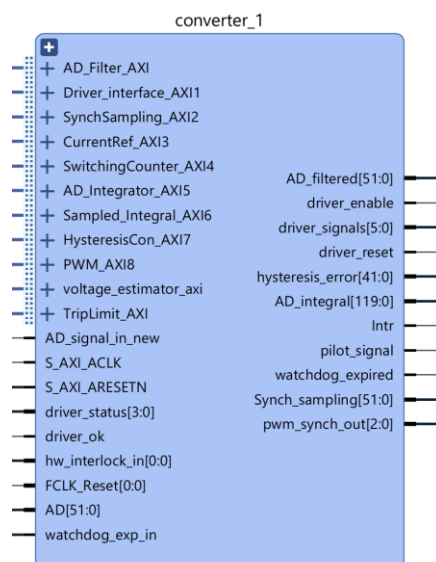 converter_1
AD_Filter_AXI
Driver_interface_AXI1
SynchSampling_AXI2
CurrentRef_AXI3
SwitchingCounter_AXI4
AD_Integrator_AXI5
Sampled_Integral_AXI6
HysteresisCon_AXI7
PWM_AXI8
voltage_estimator_axi
TripLimit_AXI
AD_signal_in_new
S_AXI_ACLK
S_AXI_ARESETN
driver_status[3:0]
driver_ok
hw_interlock_in[0:0]
FCLK_Reset[0:0]
AD[51:0]
watchdog_exp_in
AD_filtered[51:0]
driver_enable
driver_signals[5:0]
driver_reset
hysteresis_error[41:0]
AD_integral[119:0]
Intr
pilot_signal
watchdog_expired
Synch_sampling[51:0]
pwm_synch_out[2:0]